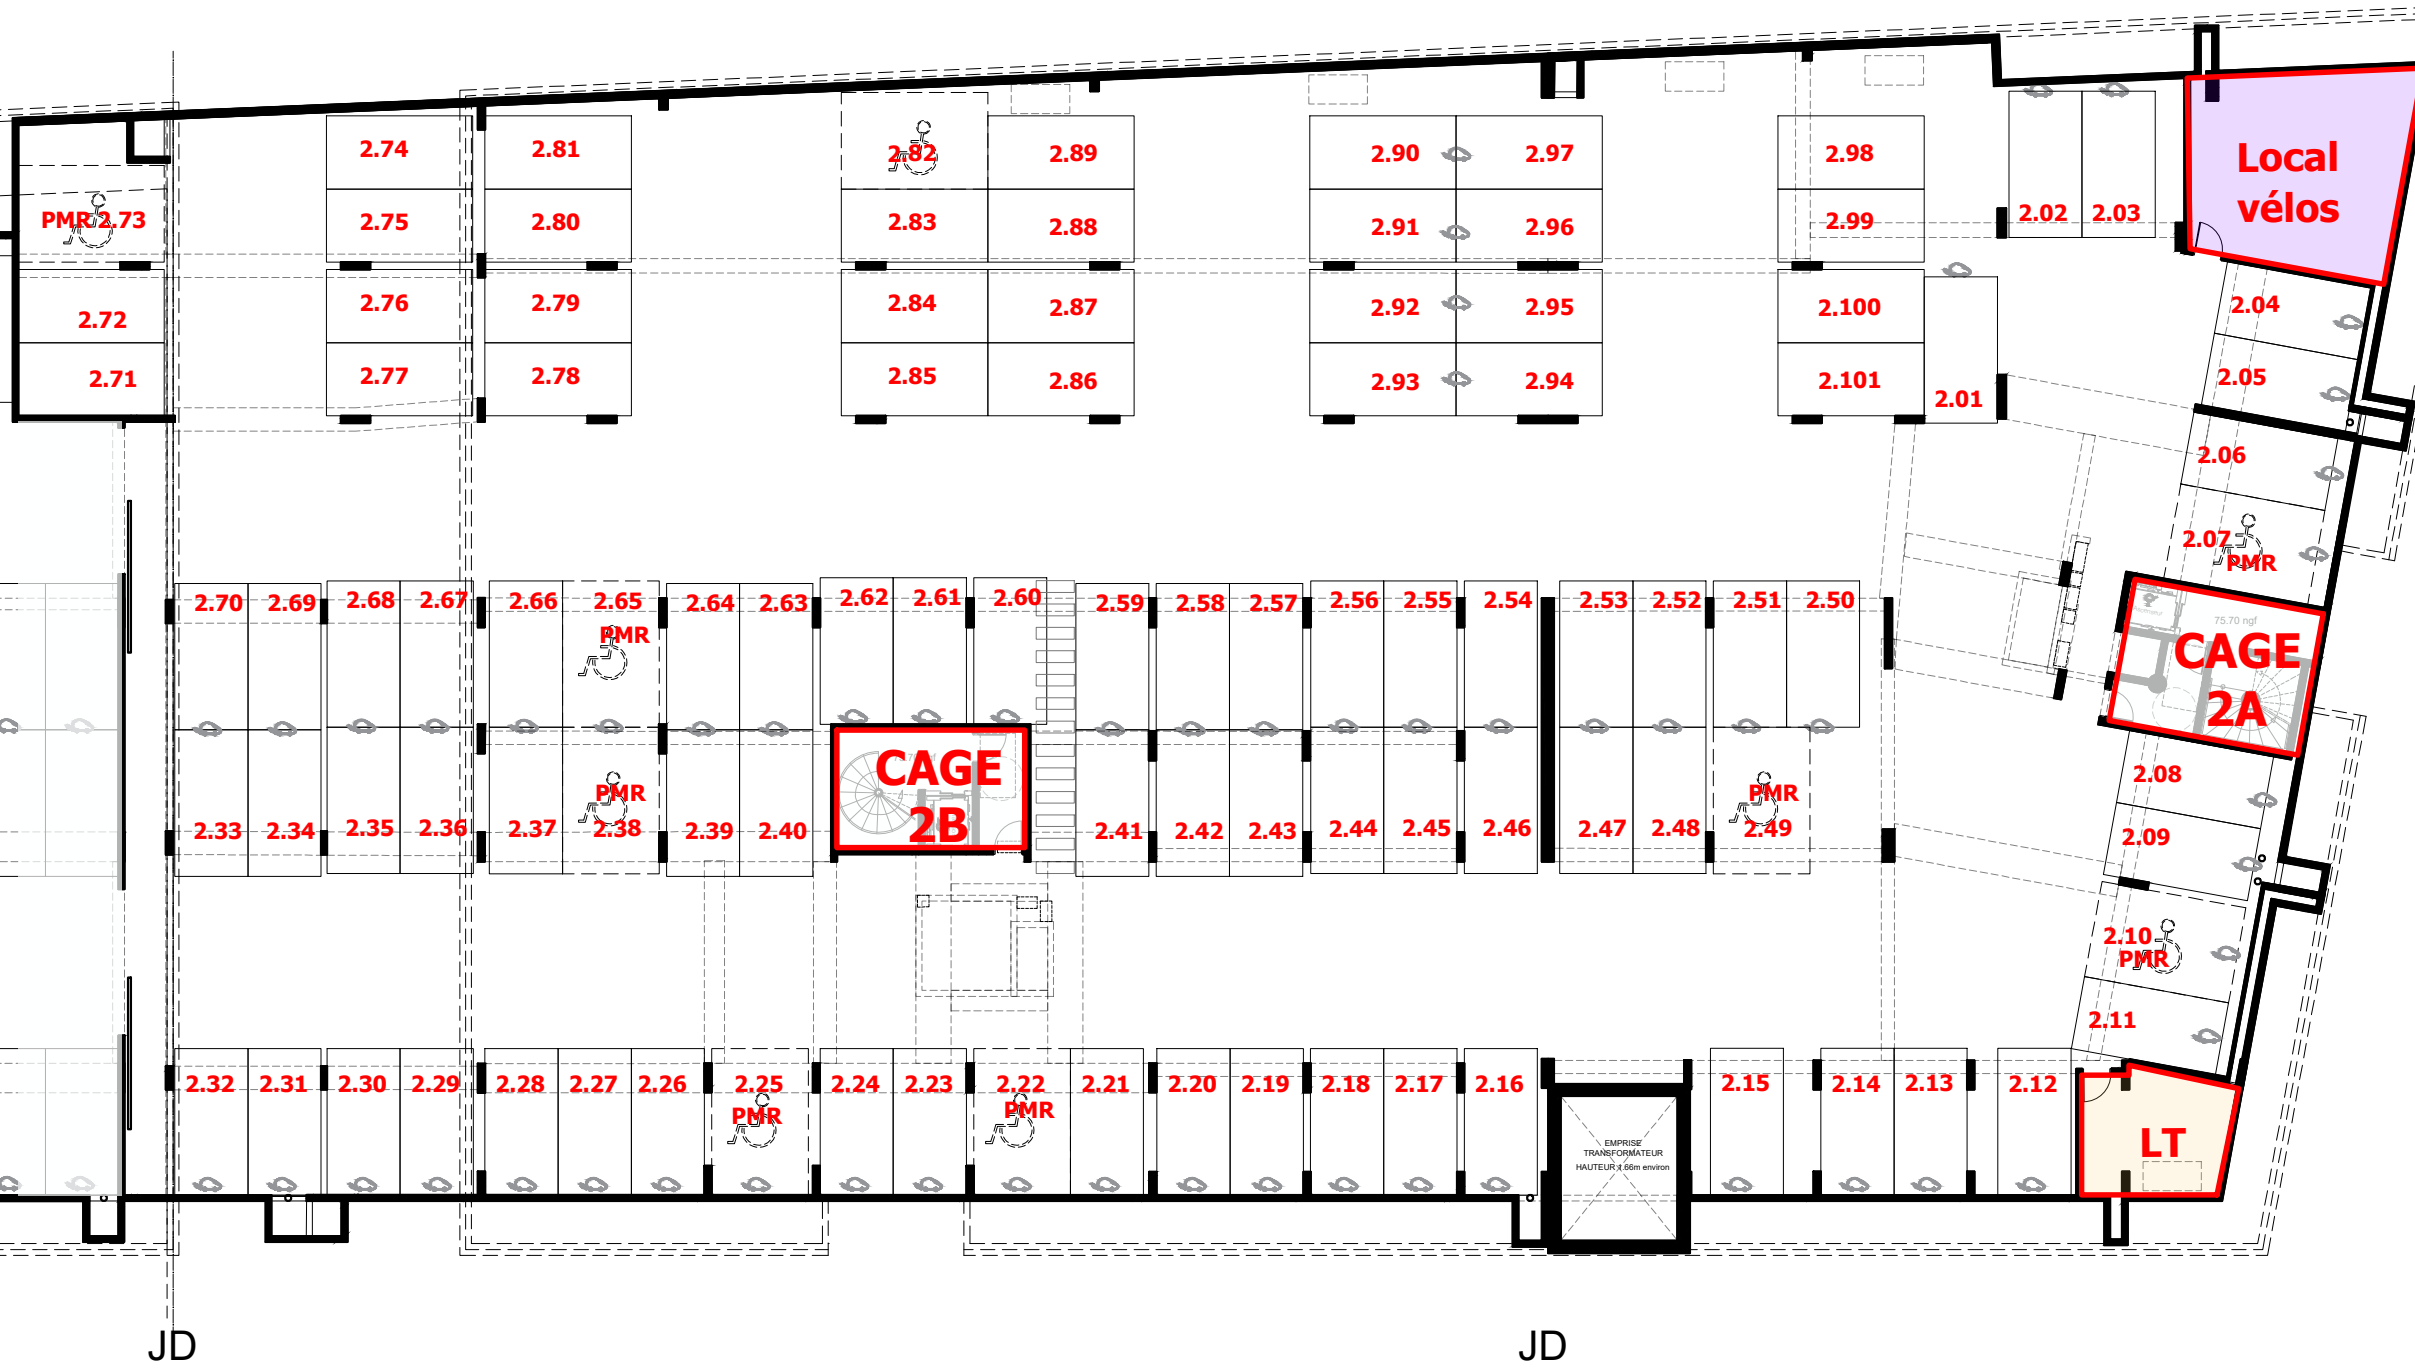 2.74 2.81 2.82 2.89 2.90 2.97 2.98
Local
vélos
PMR 2.73 2.75 2.80 2.83 2.88 2.91 2.96 2.99 2.02 2.03
2.72 2.76 2.79 2.84 2.87 2.92 2.95 2.100 2.04
2.71 2.77 2.78 2.85 2.86 2.93 2.94 2.101 2.01 2.05
2.06
2.07
PMR
2.70 2.69 2.68 2.67 2.66 2.65 2.64 2.63 2.62 2.61 2.60 2.59 2.58 2.57 2.56 2.55 2.54 2.53 2.52 2.51 2.50
PMR
75.70 ngf
CAGE
2A
CAGE
2B
PMR PMR
2.33 2.34 2.35 2.36 2.37 2.38 2.39 2.40 2.41 2.42 2.43 2.44 2.45 2.46 2.47 2.48 2.49
2.08
2.09
2.10
PMR
2.11
2.32 2.31 2.30 2.29 2.28 2.27 2.26 2.25 2.24 2.23 2.22 2.21 2.20 2.19 2.18 2.17 2.16 2.15 2.14 2.13 2.12
PMR PMR
EMPRISE
TRANSFORMATEUR
HAUTEUR 1.66m environ
LT
JD JD